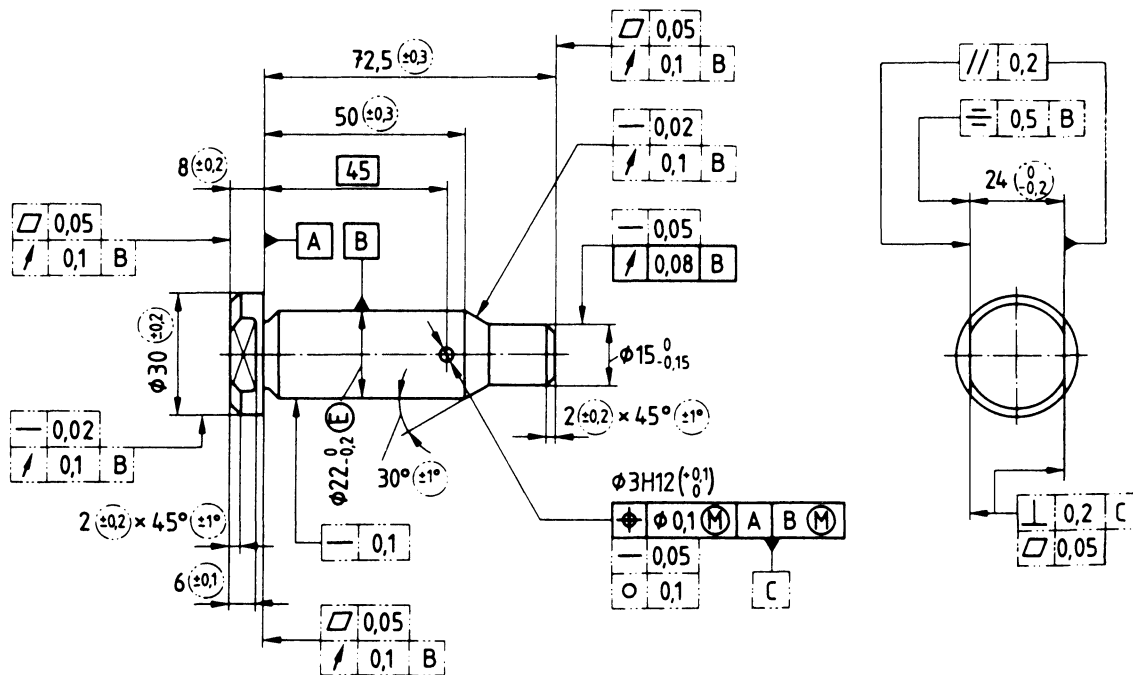 ⏥ 0,05
↗ 0,1 B
72,5 ±0,3
// 0,2
50 ±0,3
— 0,02
↗ 0,1 B
⌯ 0,5 B
8 ±0,2
45
24 0 -0,2
⏥ 0,05
↗ 0,1 B
A
B
— 0,05
↗ 0,08 B
φ30 ±0,2
φ15 0 -0,15
— 0,02
↗ 0,1 B
φ22 0 -0,2 Ⓔ
30° ±1°
2 ±0,2 × 45° ±1°
φ3H12 (+0,1 0)
2 ±0,2 × 45° ±1°
— 0,1
⌖ φ0,1 Ⓜ A B Ⓜ
— 0,05
○ 0,1
C
⊥ 0,2 C
⏥ 0,05
6 ±0,1
⏥ 0,05
↗ 0,1 B